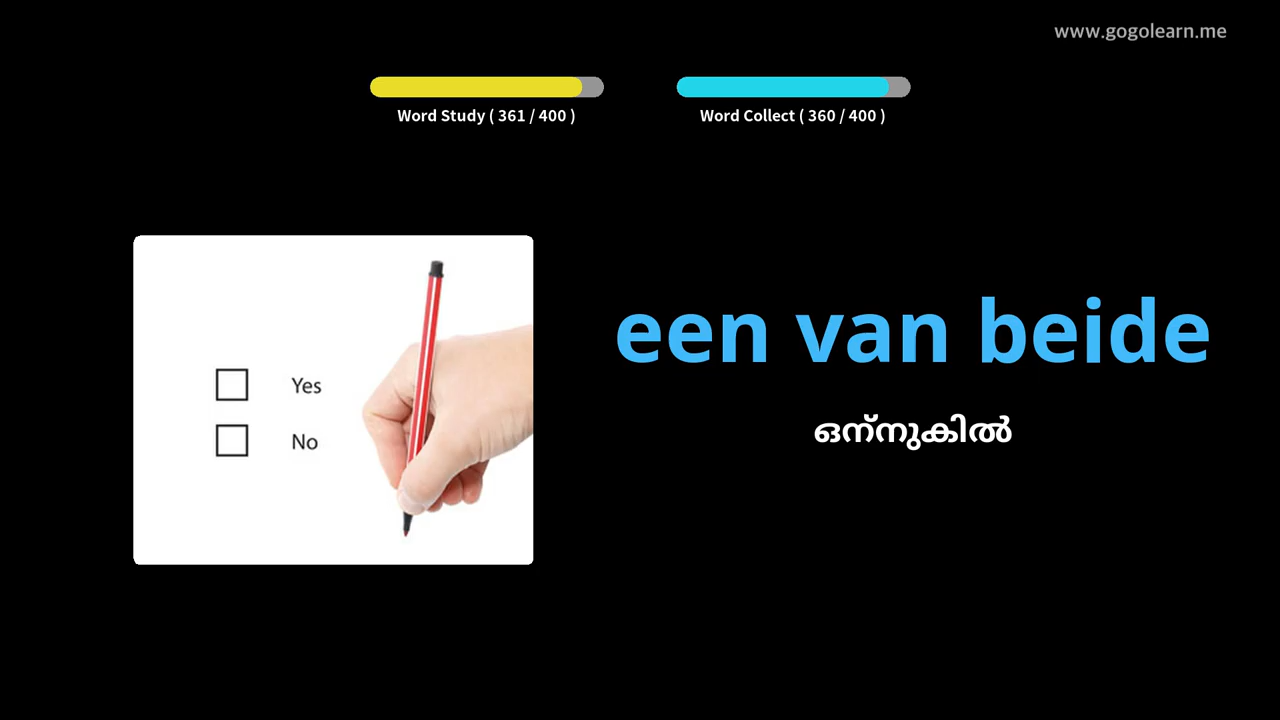 www.gogolearn.me
Word Study ( 361 / 400 )
Word Collect ( 360 / 400 )
Yes
No
een van beide
ഒന്നുകിൽ